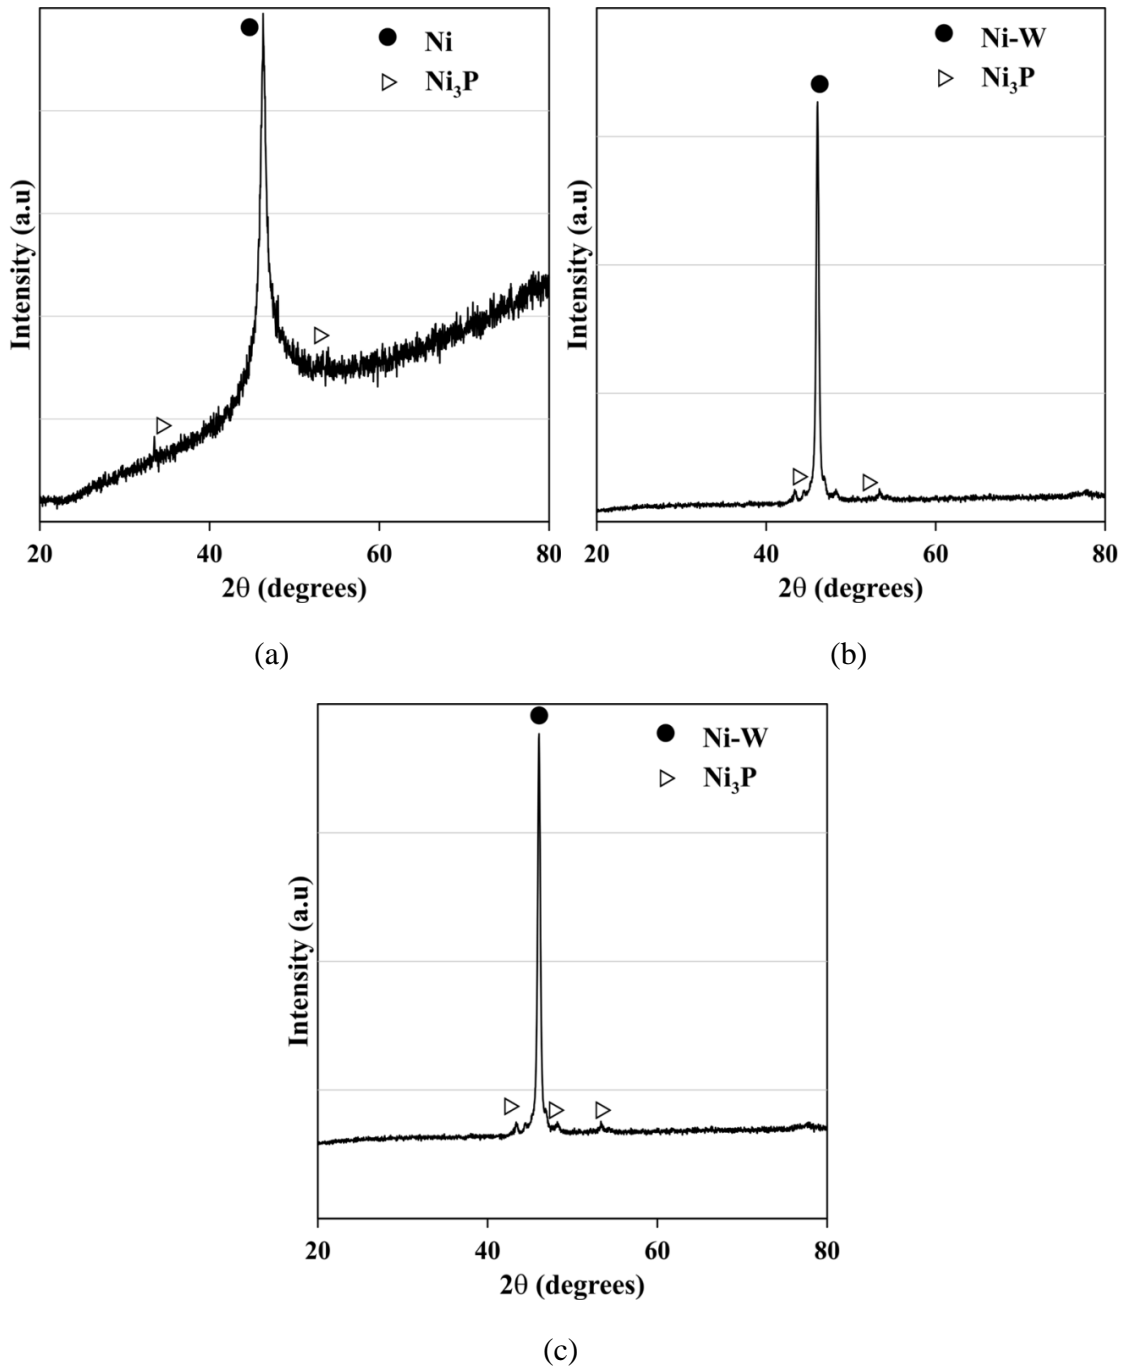 Ni
Ni₃P
Intensity (a.u)
20 40 60 80
2θ (degrees)
(a)
Ni-W
Ni₃P
Intensity (a.u)
20 40 60 80
2θ (degrees)
(b)
Ni-W
Ni₃P
Intensity (a.u)
20 40 60 80
2θ (degrees)
(c)